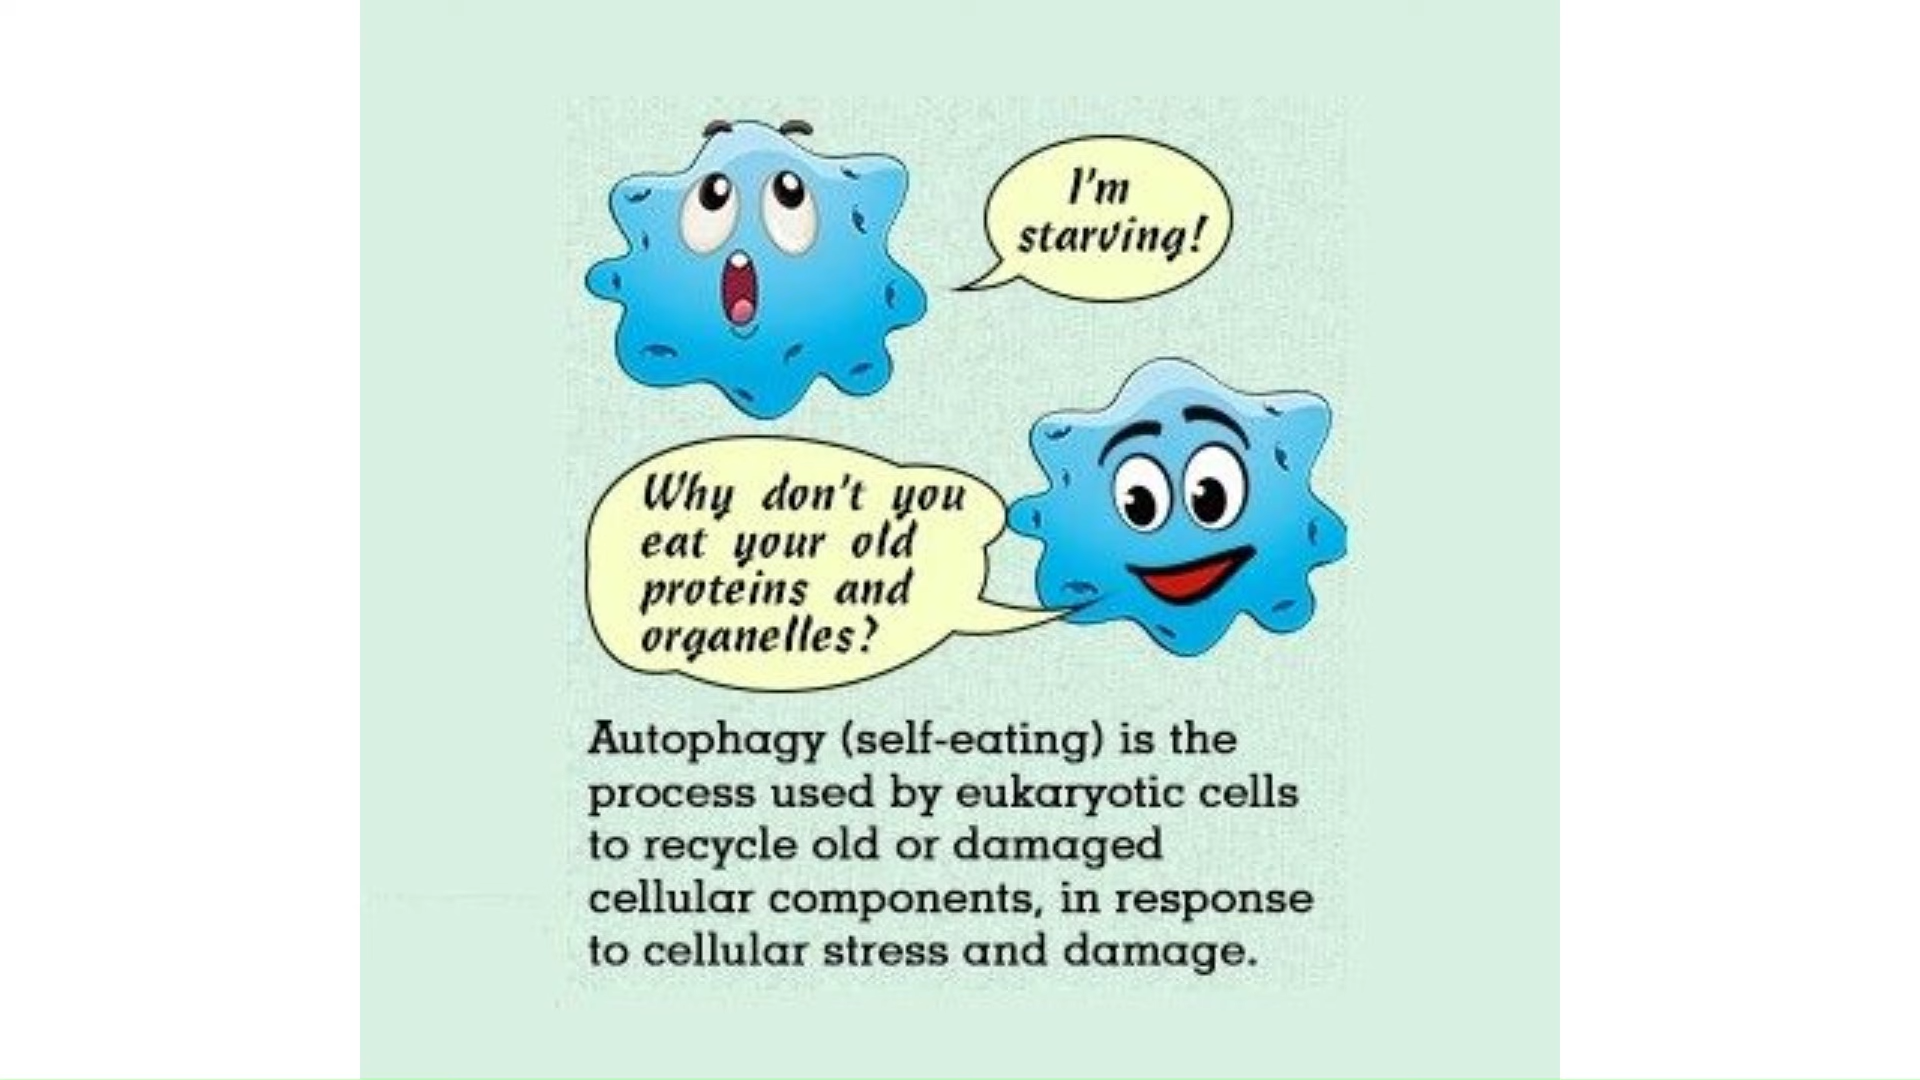 I'm
starving!
Why don't you
eat your old
proteins and
organelles?
Autophagy (self-eating) is the
process used by eukaryotic cells
to recycle old or damaged
cellular components, in response
to cellular stress and damage.